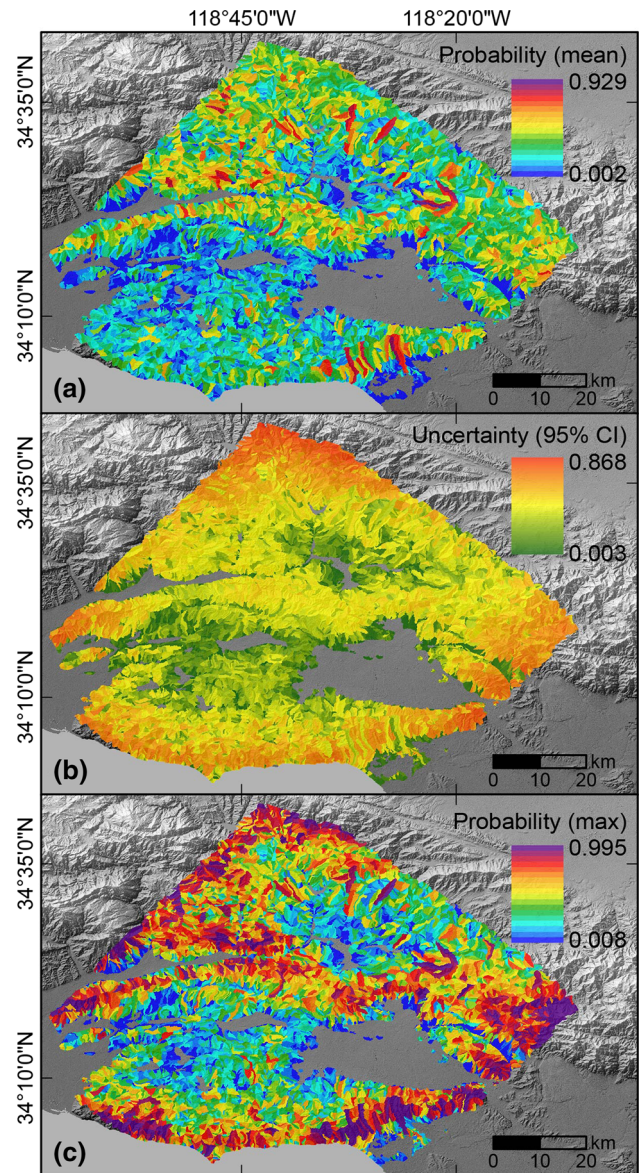 118°45'0"W 118°20'0"W
Probability (mean)
0.929
0.002
34°35'0"N
34°10'0"N
(a)
km
0 10 20
Uncertainty (95% CI)
0.868
0.003
34°35'0"N
34°10'0"N
(b)
km
0 10 20
Probability (max)
0.995
0.008
34°35'0"N
34°10'0"N
(c)
km
0 10 20